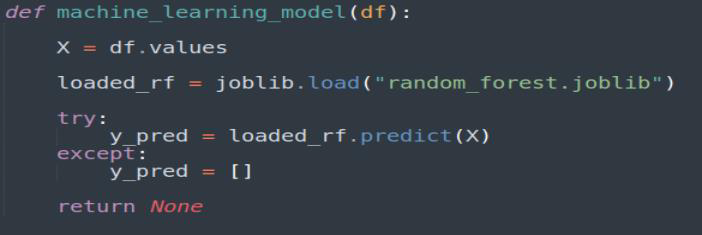 def machine_learning_model(df):
    X = df.values
    loaded_rf = joblib.load("random_forest.joblib")
    try:
        y_pred = loaded_rf.predict(X)
    except:
        y_pred = []
    return None